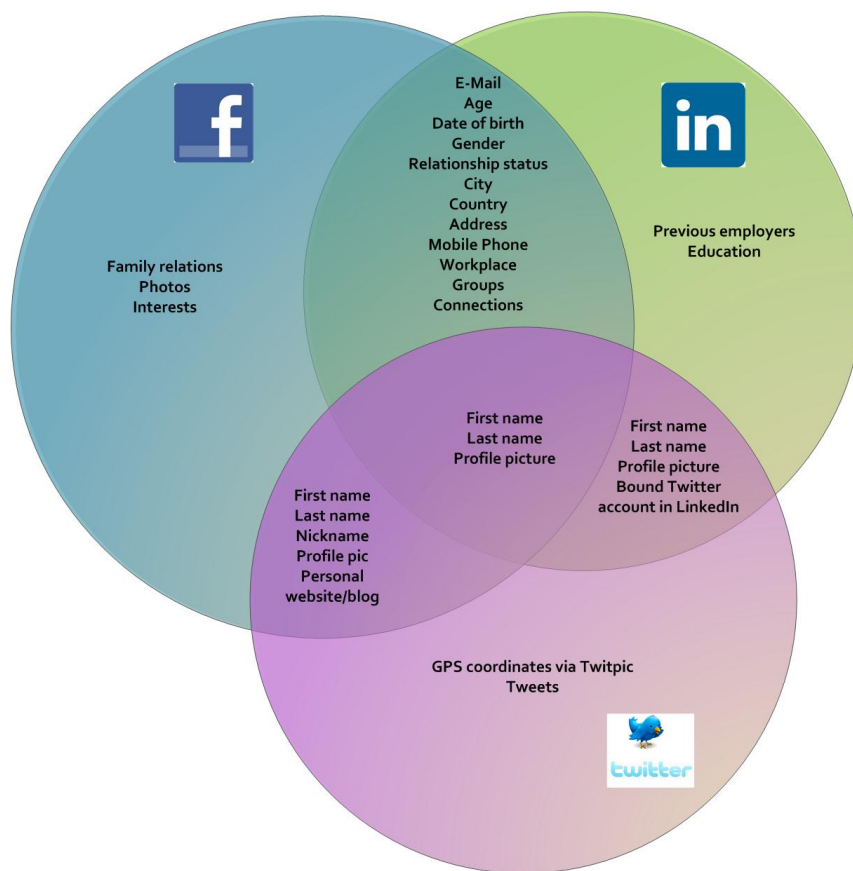 f
in
E-Mail
Age
Date of birth
Gender
Relationship status
City
Country
Address
Mobile Phone
Workplace
Groups
Connections
Previous employers
Education
Family relations
Photos
Interests
First name
Last name
Profile picture
First name
Last name
Profile picture
Bound Twitter
account in LinkedIn
First name
Last name
Nickname
Profile pic
Personal
website/blog
GPS coordinates via Twitpic
Tweets
twitter